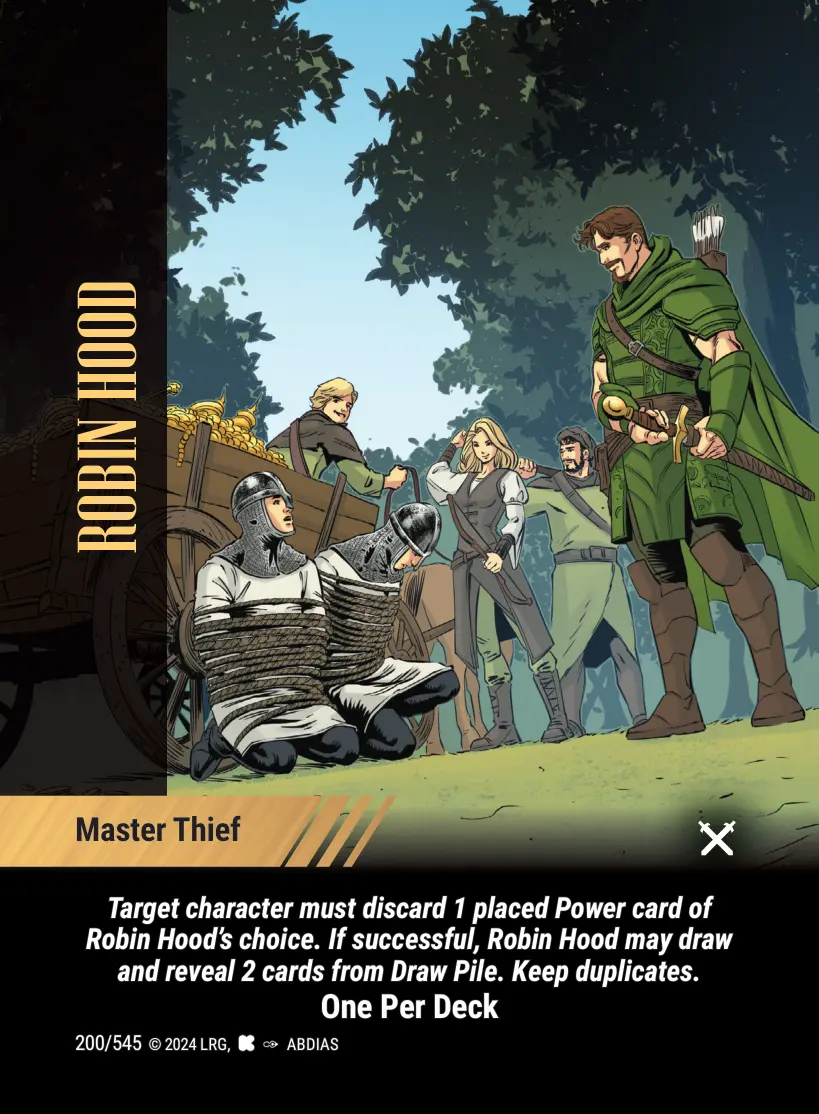 ROBIN HOOD
Master Thief
Target character must discard 1 placed Power card of
Robin Hood's choice. If successful, Robin Hood may draw
and reveal 2 cards from Draw Pile. Keep duplicates.
One Per Deck
200/545 © 2024 LRG, ABDIAS